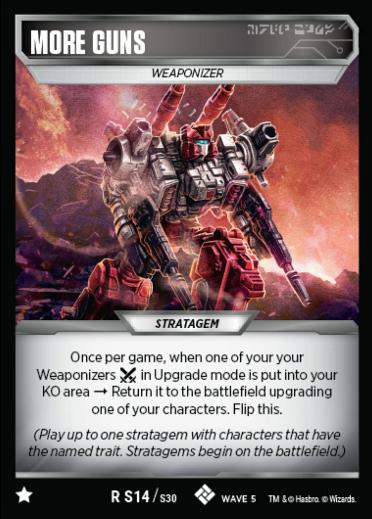 MORE GUNS
WEAPONIZER
STRATAGEM
Once per game, when one of your your
Weaponizers in Upgrade mode is put into your
KO area → Return it to the battlefield upgrading
one of your characters. Flip this.
(Play up to one stratagem with characters that have
the named trait. Stratagems begin on the battlefield.)
R S14/S30 WAVE 5 TM & © Hasbro. © Wizards.